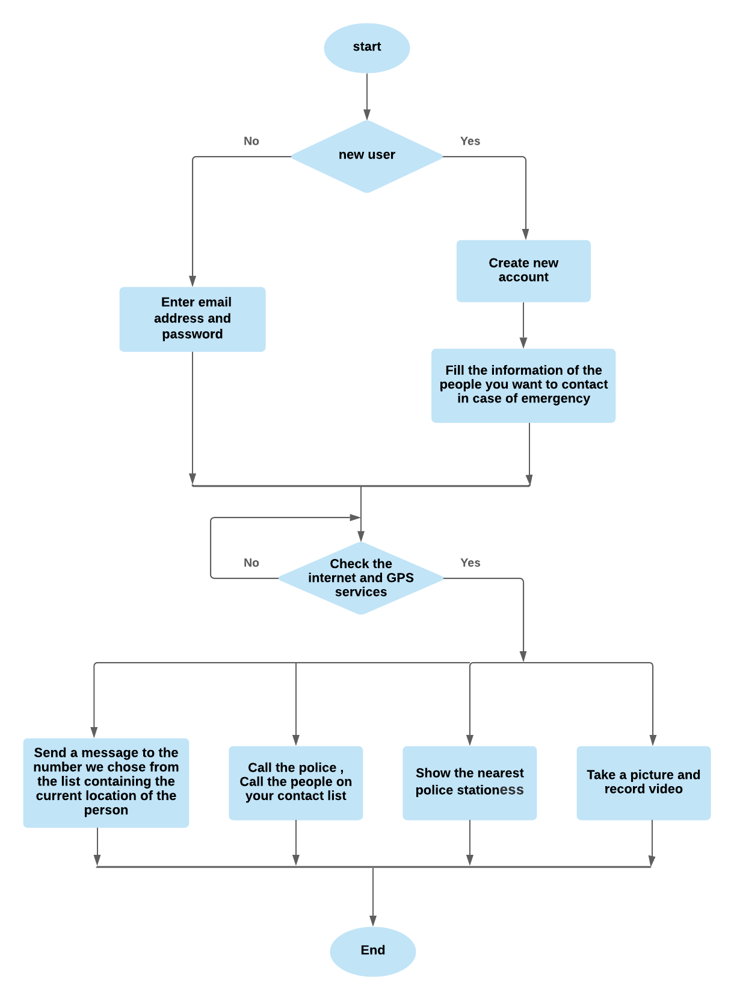 start
No
Yes
new user
Create new
account
Enter email
address and
password
Fill the information of the
people you want to contact
in case of emergency
No
Yes
Check the
internet and GPS
services
Send a message to the
number we chose from
the list containing the
current location of the
person
Call the police ,
Call the people on
your contact list
Show the nearest
police stationess
Take a picture and
record video
End